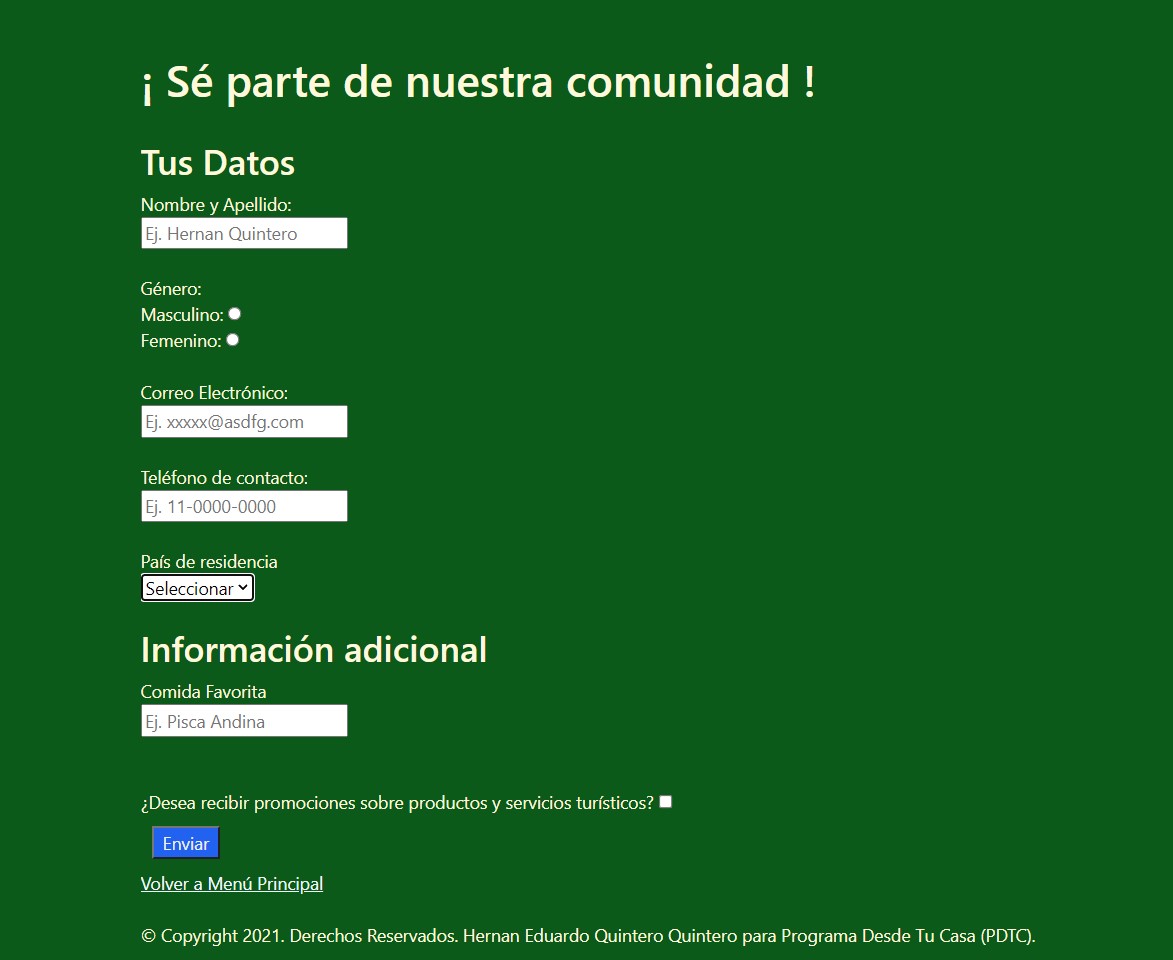 ¡ Sé parte de nuestra comunidad !
Tus Datos
Nombre y Apellido:
Ej. Hernan Quintero
Género:
Masculino:
Femenino:
Correo Electrónico:
Ej. xxxxx@asdfg.com
Teléfono de contacto:
Ej. 11-0000-0000
País de residencia
Seleccionar
Información adicional
Comida Favorita
Ej. Pisca Andina
¿Desea recibir promociones sobre productos y servicios turísticos?
Enviar
Volver a Menú Principal
© Copyright 2021. Derechos Reservados. Hernan Eduardo Quintero Quintero para Programa Desde Tu Casa (PDTC).